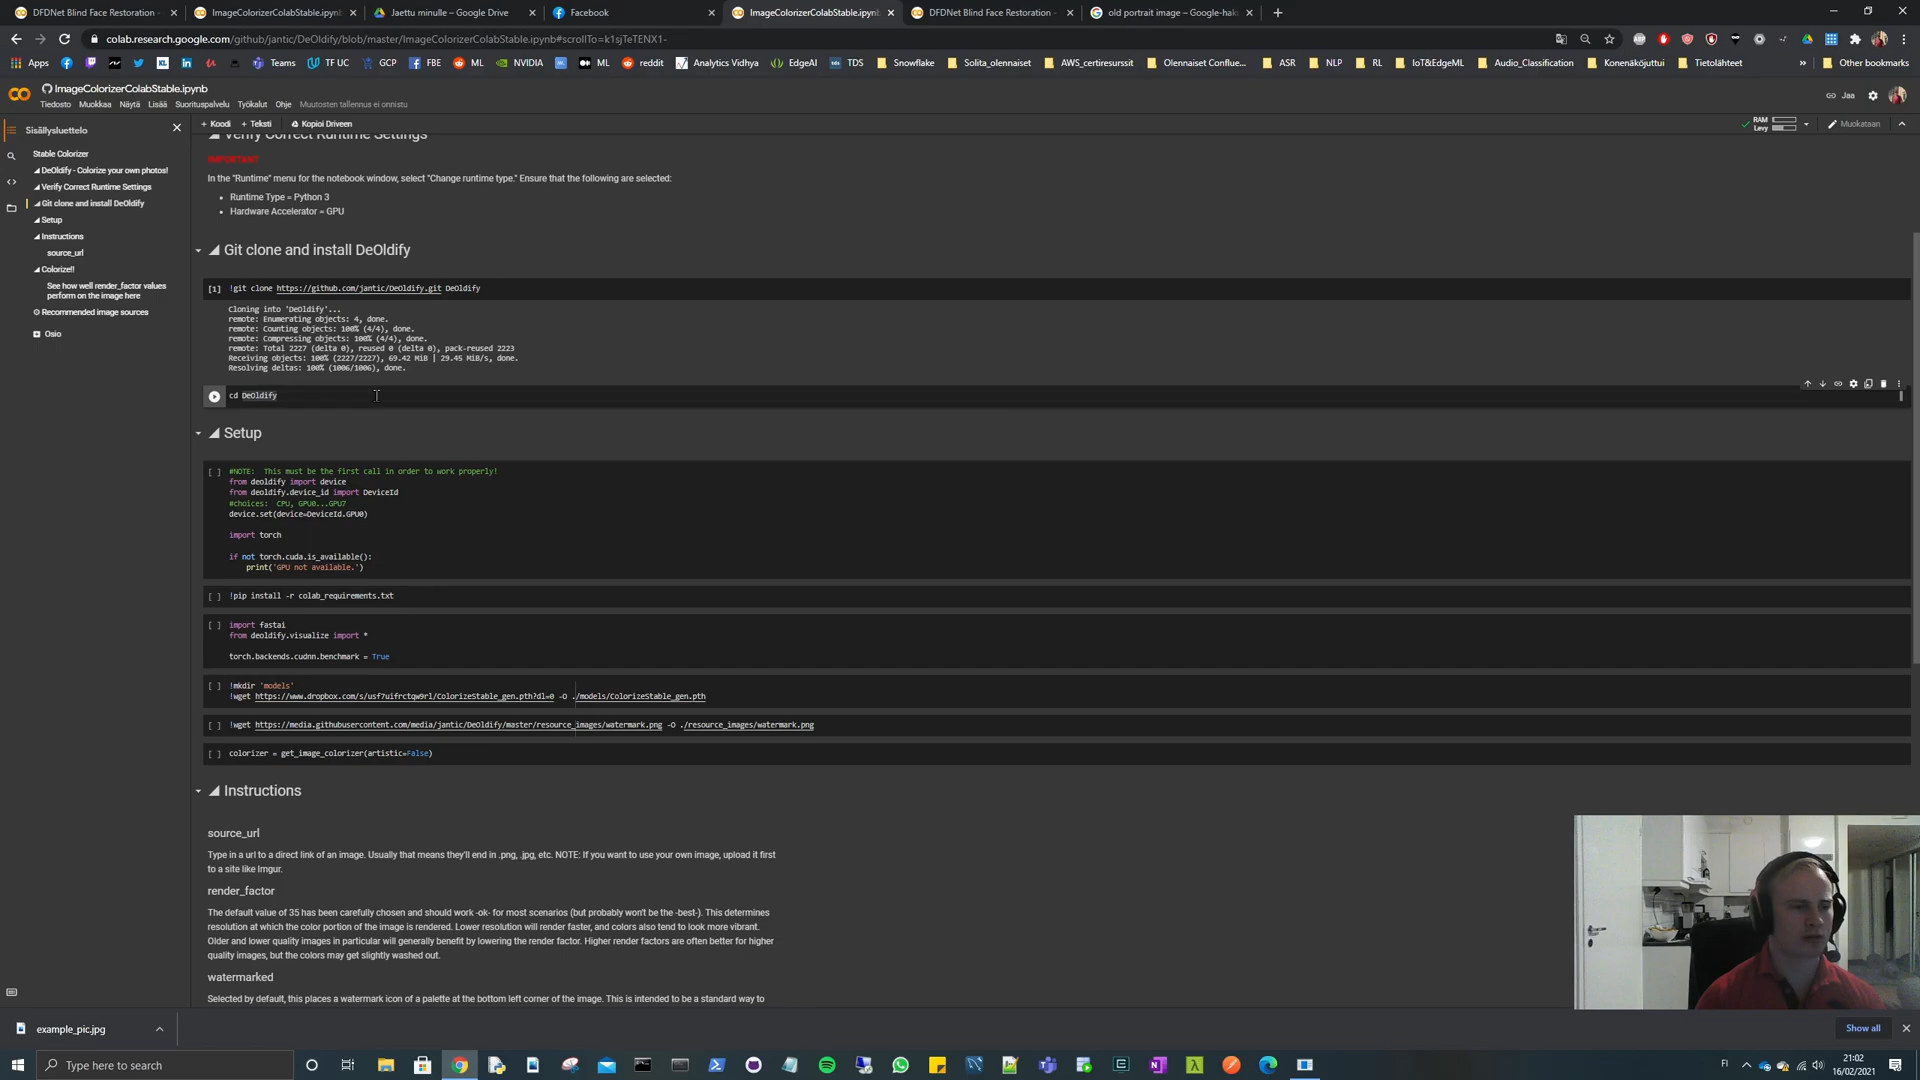 DFDNet Blind Face Restoration -
ImageColorizerColabStable.ipynb
Jaettu minulle – Google Drive
Facebook
ImageColorizerColabStable.ipynb
DFDNet Blind Face Restoration -
old portrait image – Google-hak
colab.research.google.com/github/jantic/DeOldify/blob/master/ImageColorizerColabStable.ipynb#scrollTo=k1sjTeTENX1-
Apps
XL
Teams
TF UC
GCP
FBE
ML
NVIDIA
ML
reddit
Analytics Vidhya
EdgeAI
TDS
Snowflake
Solita_olennaiset
AWS_certiresurssit
Olennaiset Conflue...
ASR
NLP
RL
IoT&EdgeML
Audio_Classification
Konenäköjuttui
Tietolähteet
»
Other bookmarks
ImageColorizerColabStable.ipynb
Tiedosto Muokkaa Näytä Lisää Suorituspalvelu Työkalut Ohje Muutosten tallennus ei onnistu
Jaa
Sisällysluettelo
+ Koodi + Teksti Kopioi Driveen
RAM
Levy
Muokataan
Stable Colorizer
DeOldify - Colorize your own photos!
Verify Correct Runtime Settings
Git clone and install DeOldify
Setup
Instructions
source_url
Colorize!!
See how well render_factor values
perform on the image here
Recommended image sources
Osio
Verify Correct Runtime Settings
IMPORTANT
In the "Runtime" menu for the notebook window, select "Change runtime type." Ensure that the following are selected:
• Runtime Type = Python 3
• Hardware Accelerator = GPU
Git clone and install DeOldify
[1] !git clone https://github.com/jantic/DeOldify.git DeOldify
Cloning into 'DeOldify'...
remote: Enumerating objects: 4, done.
remote: Counting objects: 100% (4/4), done.
remote: Compressing objects: 100% (4/4), done.
remote: Total 2227 (delta 0), reused 0 (delta 0), pack-reused 2223
Receiving objects: 100% (2227/2227), 69.42 MiB | 29.45 MiB/s, done.
Resolving deltas: 100% (1006/1006), done.
cd DeOldify
Setup
[ ] #NOTE: This must be the first call in order to work properly!
from deoldify import device
from deoldify.device_id import DeviceId
#choices: CPU, GPU0...GPU7
device.set(device=DeviceId.GPU0)
import torch
if not torch.cuda.is_available():
print('GPU not available.')
[ ] !pip install -r colab_requirements.txt
[ ] import fastai
from deoldify.visualize import *
torch.backends.cudnn.benchmark = True
[ ] !mkdir 'models'
!wget https://www.dropbox.com/s/usf7uifrctqw9rl/ColorizeStable_gen.pth?dl=0 -O ./models/ColorizeStable_gen.pth
[ ] !wget https://media.githubusercontent.com/media/jantic/DeOldify/master/resource_images/watermark.png -O ./resource_images/watermark.png
[ ] colorizer = get_image_colorizer(artistic=False)
Instructions
source_url
Type in a url to a direct link of an image. Usually that means they'll end in .png, .jpg, etc. NOTE: If you want to use your own image, upload it first
to a site like Imgur.
render_factor
The default value of 35 has been carefully chosen and should work -ok- for most scenarios (but probably won't be the -best-). This determines
resolution at which the color portion of the image is rendered. Lower resolution will render faster, and colors also tend to look more vibrant.
Older and lower quality images in particular will generally benefit by lowering the render factor. Higher render factors are often better for higher
quality images, but the colors may get slightly washed out.
watermarked
Selected by default, this places a watermark icon of a palette at the bottom left corner of the image. This is intended to be a standard way to
example_pic.jpg
Show all
Type here to search
FI
21:02
16/02/2021